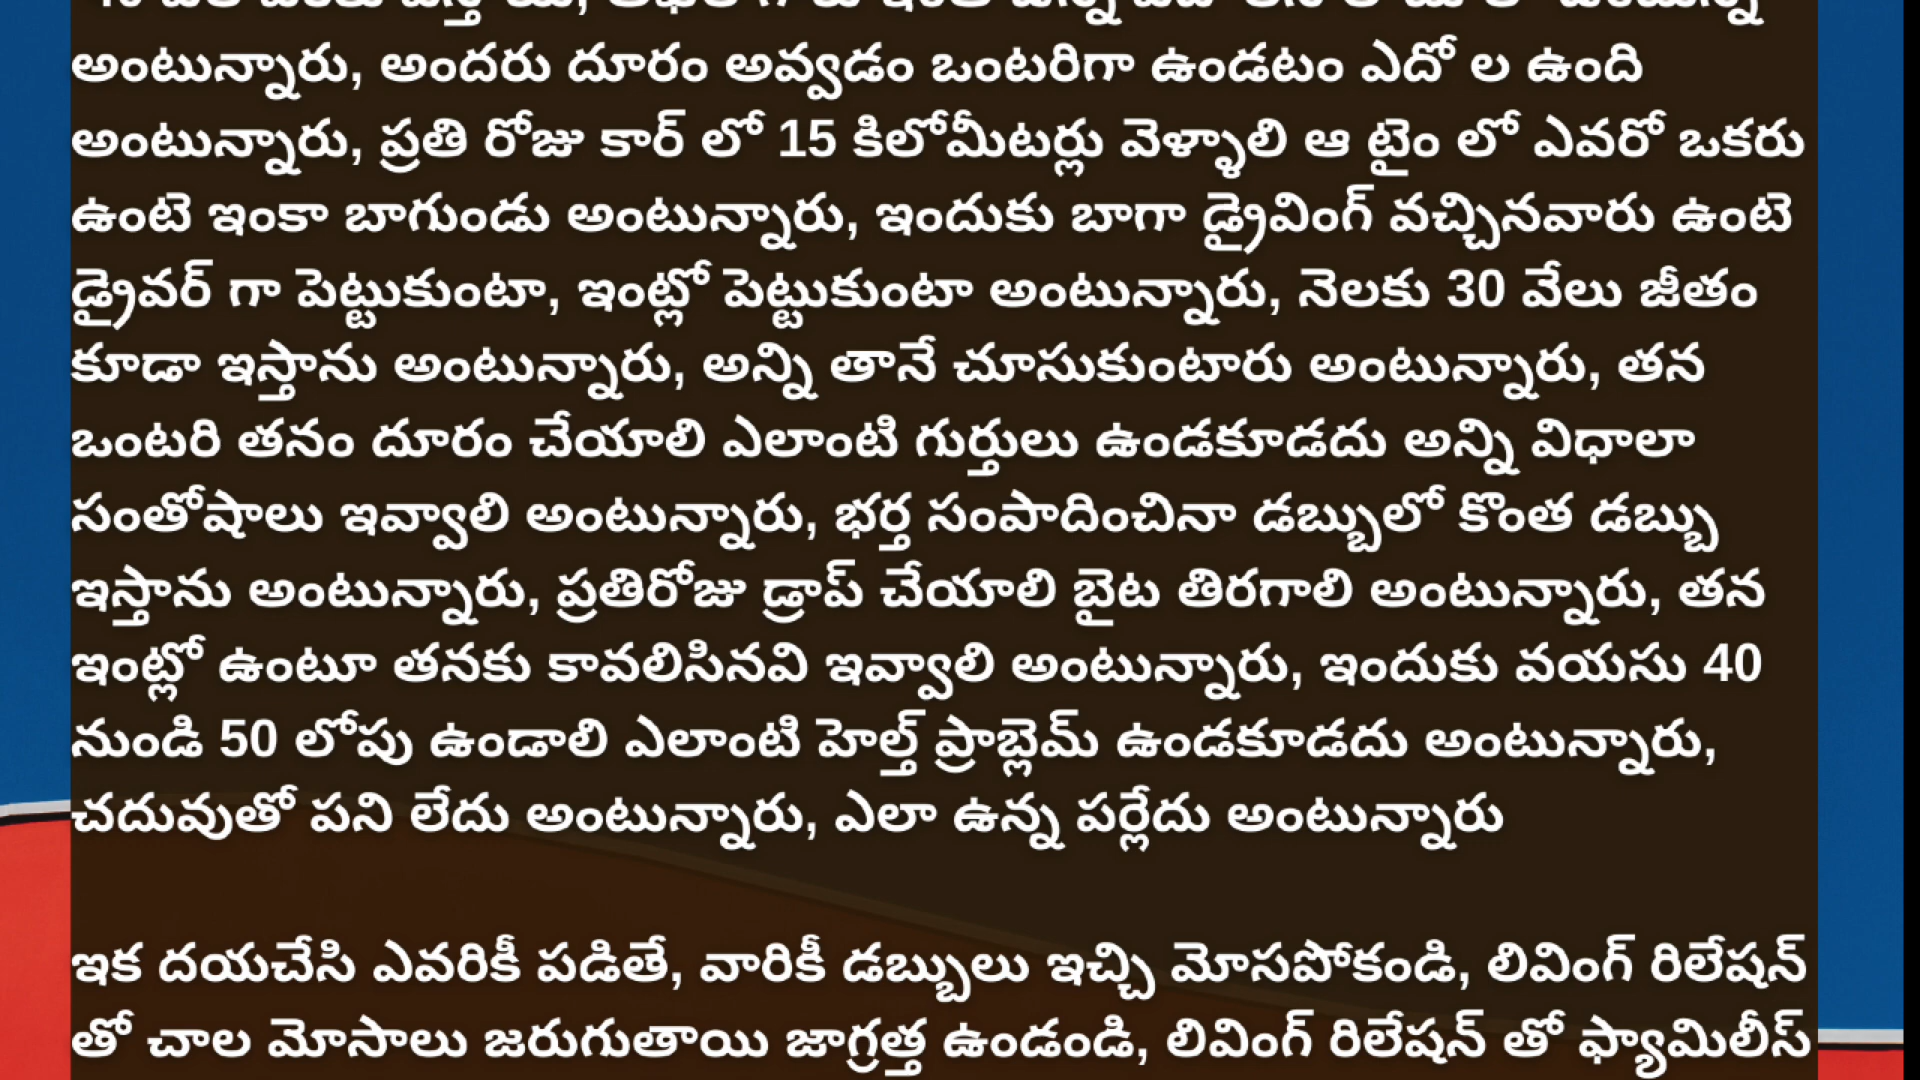 అంటున్నారు, అందరు దూరం అవ్వడం ఒంటరిగా ఉండటం ఎదో ల ఉంది
అంటున్నారు, ప్రతి రోజు కార్ లో 15 కిలోమీటర్లు వెళ్ళాలి ఆ టైం లో ఎవరో ఒకరు
ఉంటె ఇంకా బాగుండు అంటున్నారు, ఇందుకు బాగా డ్రైవింగ్ వచ్చినవారు ఉంటె
డ్రైవర్ గా పెట్టుకుంటా, ఇంట్లో పెట్టుకుంటా అంటున్నారు, నెలకు 30 వేలు జీతం
కూడా ఇస్తాను అంటున్నారు, అన్ని తానే చూసుకుంటారు అంటున్నారు, తన
ఒంటరి తనం దూరం చేయాలి ఎలాంటి గుర్తులు ఉండకూడదు అన్ని విధాలా
సంతోషాలు ఇవ్వాలి అంటున్నారు, భర్త సంపాదించినా డబ్బులో కొంత డబ్బు
ఇస్తాను అంటున్నారు, ప్రతిరోజు డ్రాప్ చేయాలి బైట తిరగాలి అంటున్నారు, తన
ఇంట్లో ఉంటూ తనకు కావలిసినవి ఇవ్వాలి అంటున్నారు, ఇందుకు వయసు 40
నుండి 50 లోపు ఉండాలి ఎలాంటి హెల్త్ ప్రాబ్లెమ్ ఉండకూడదు అంటున్నారు,
చదువుతో పని లేదు అంటున్నారు, ఎలా ఉన్న పర్లేదు అంటున్నారు
ఇక దయచేసి ఎవరికీ పడితే, వారికీ డబ్బులు ఇచ్చి మోసపోకండి, లివింగ్ రిలేషన్
తో చాల మోసాలు జరుగుతాయి జాగ్రత్త ఉండండి, లివింగ్ రిలేషన్ తో ఫ్యామిలీస్